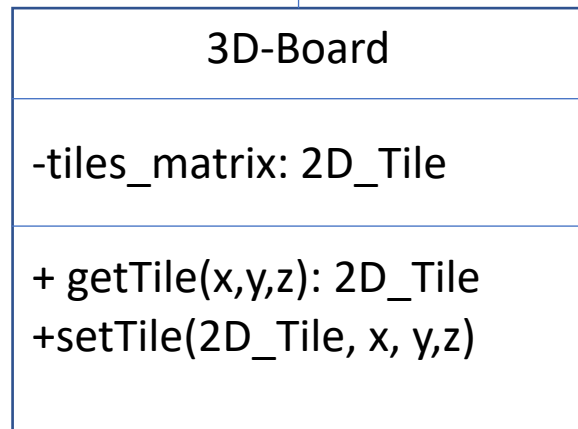 3D-Board
-tiles_matrix: 2D_Tile
+ getTile(x,y,z): 2D_Tile
+setTile(2D_Tile, x, y,z)